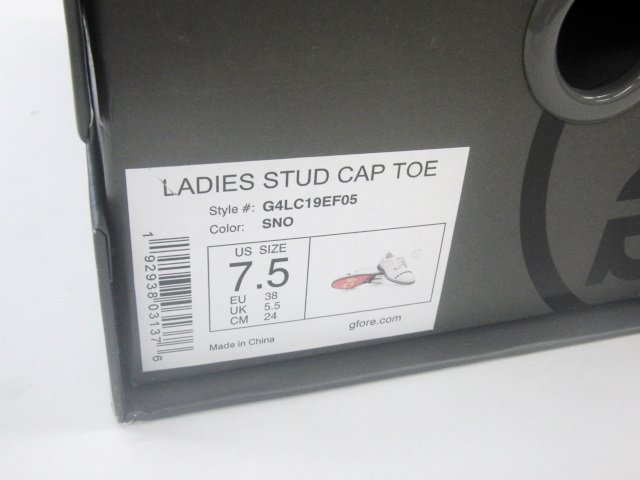 LADIES STUD CAP TOE
Style #: G4LC19EF05
Color: SNO
US SIZE
7.5
EU 38
UK 5.5
CM 24
gfore.com
Made in China
1 92938 03137 6